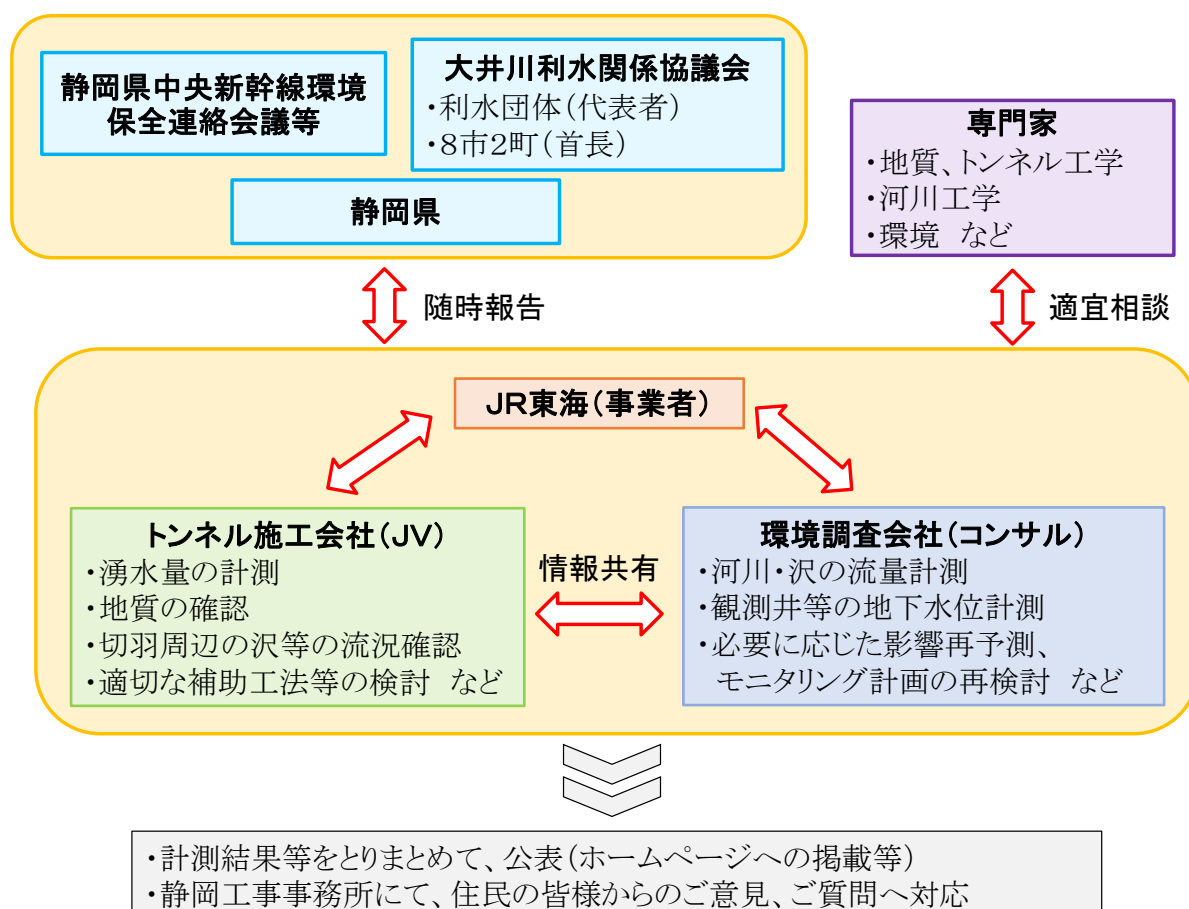 静岡県中央新幹線環境
保全連絡会議等
大井川利水関係協議会
・利水団体(代表者)
・8市2町(首長)
静岡県
専門家
・地質、トンネル工学
・河川工学
・環境 など
随時報告
適宜相談
JR東海(事業者)
トンネル施工会社(JV)
・湧水量の計測
・地質の確認
・切羽周辺の沢等の流況確認
・適切な補助工法等の検討 など
情報共有
環境調査会社(コンサル)
・河川・沢の流量計測
・観測井等の地下水位計測
・必要に応じた影響再予測、
モニタリング計画の再検討 など
・計測結果等をとりまとめて、公表(ホームページへの掲載等)
・静岡工事事務所にて、住民の皆様からのご意見、ご質問へ対応